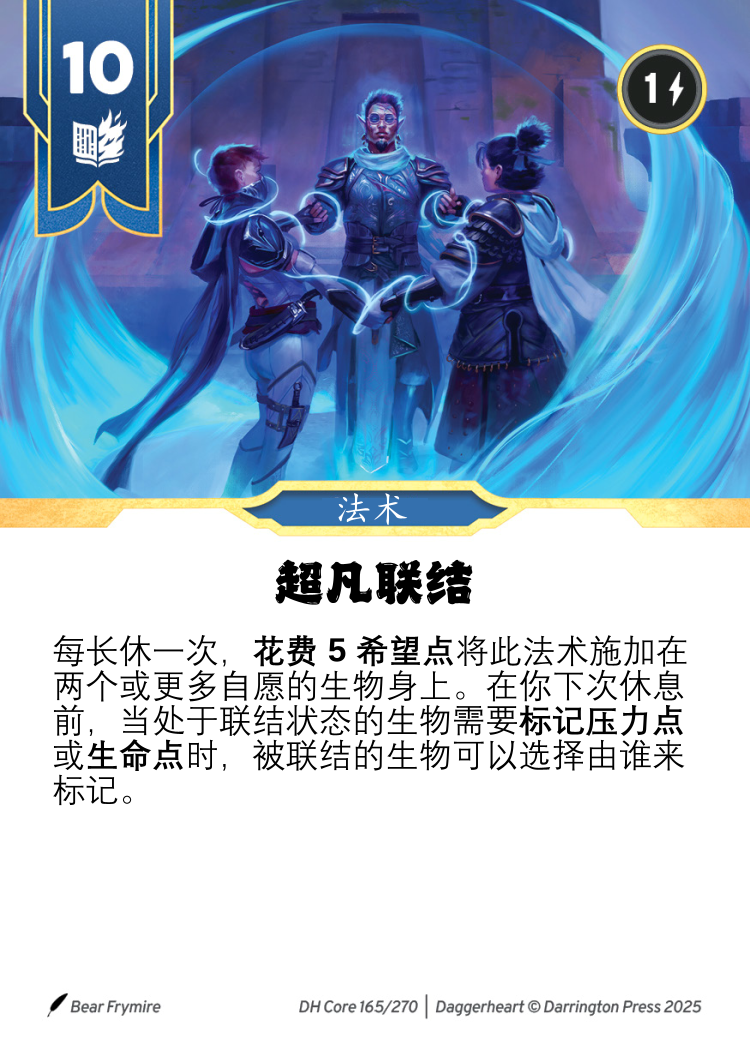 10
1
法术
超凡联结
每长休一次，花费 5 希望点将此法术施加在
两个或更多自愿的生物身上。在你下次休息
前，当处于联结状态的生物需要标记压力点
或生命点时，被联结的生物可以选择由谁来
标记。
Bear Frymire
DH Core 165/270 | Daggerheart © Darrington Press 2025